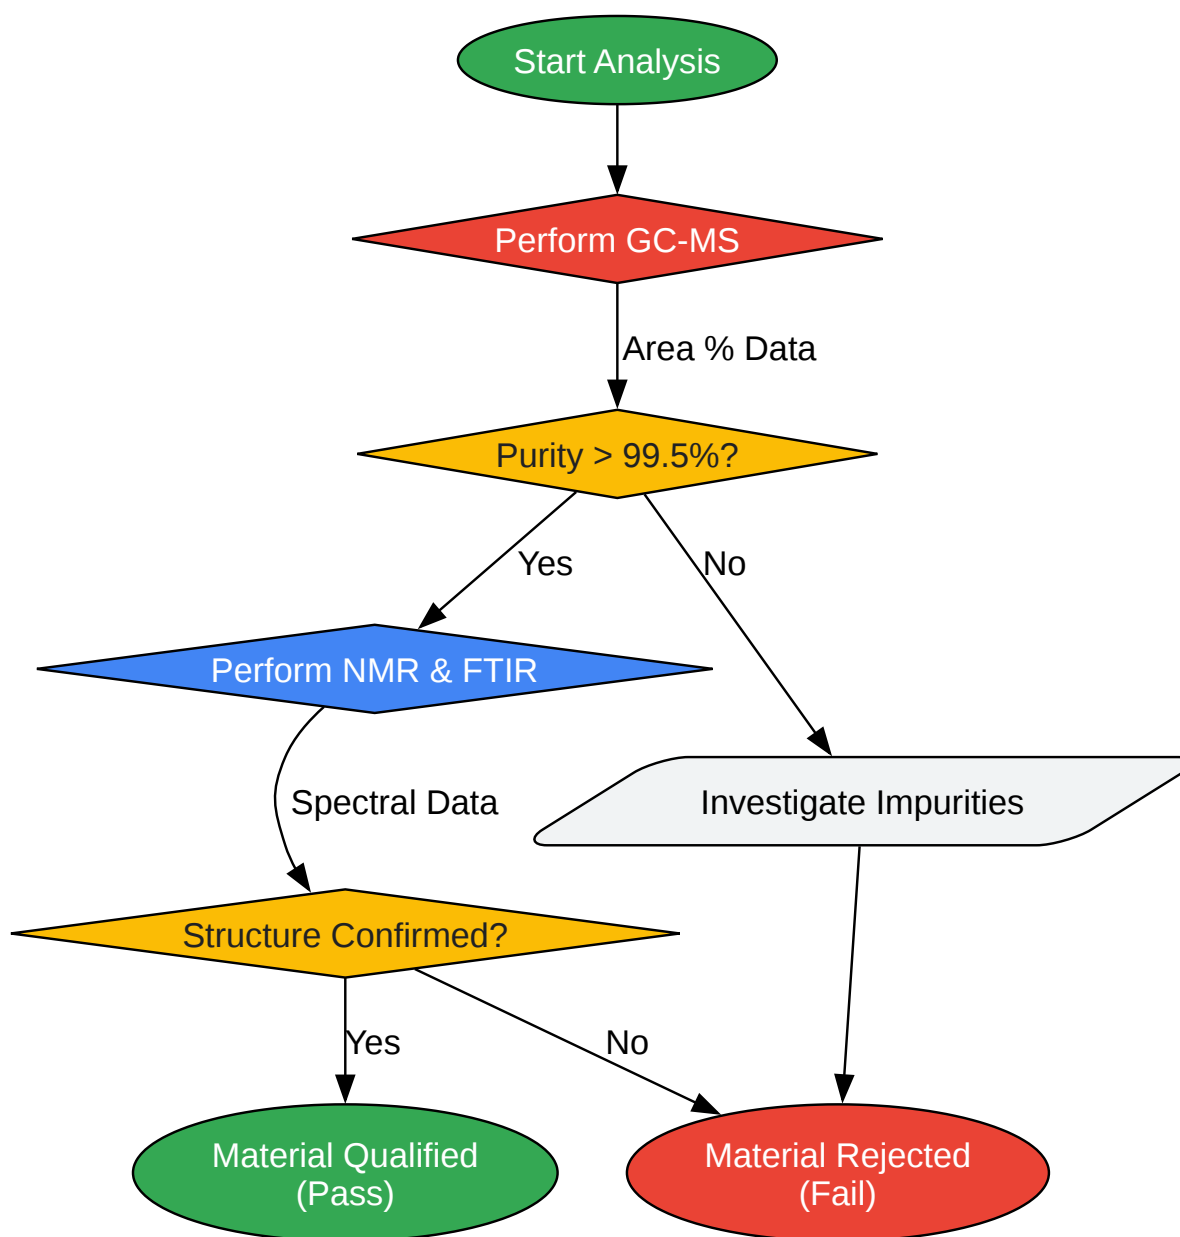 Start Analysis
Perform GC-MS
Area % Data
Purity > 99.5%?
Yes
No
Perform NMR & FTIR
Spectral Data
Investigate Impurities
Structure Confirmed?
Yes
No
Material Qualified
(Pass)
Material Rejected
(Fail)